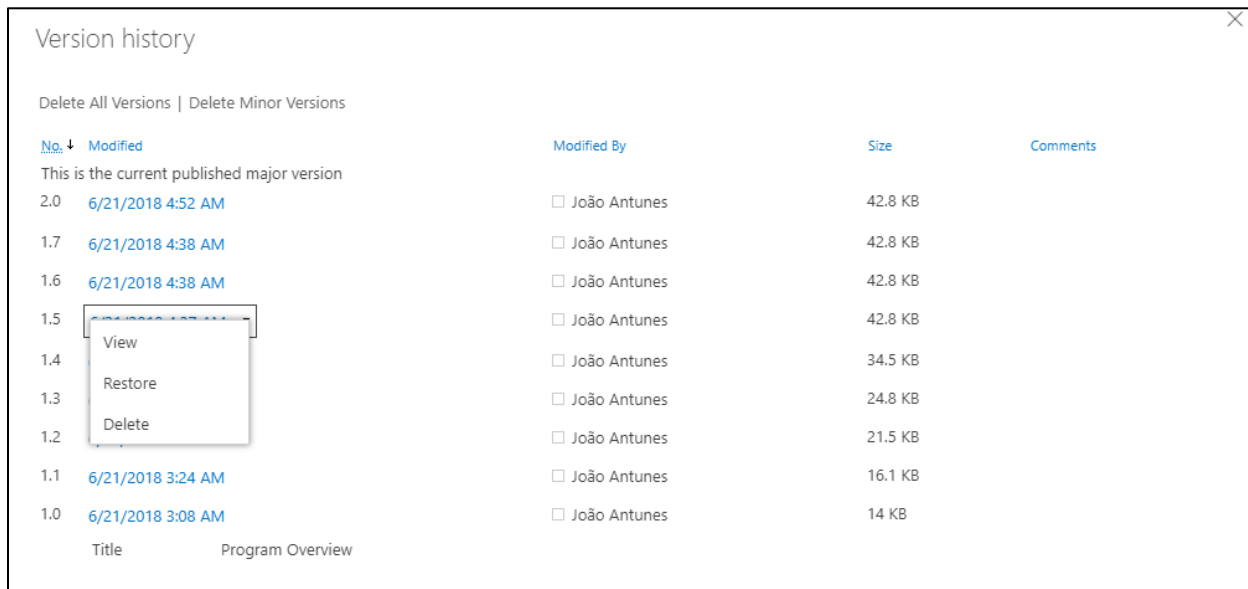 Version history
Delete All Versions | Delete Minor Versions
No. Modified Modified By Size Comments
This is the current published major version
2.0 6/21/2018 4:52 AM João Antunes 42.8 KB
1.7 6/21/2018 4:38 AM João Antunes 42.8 KB
1.6 6/21/2018 4:38 AM João Antunes 42.8 KB
1.5 João Antunes 42.8 KB
View
1.4 João Antunes 34.5 KB
Restore
1.3 João Antunes 24.8 KB
Delete
1.2 João Antunes 21.5 KB
1.1 6/21/2018 3:24 AM João Antunes 16.1 KB
1.0 6/21/2018 3:08 AM João Antunes 14 KB
Title Program Overview